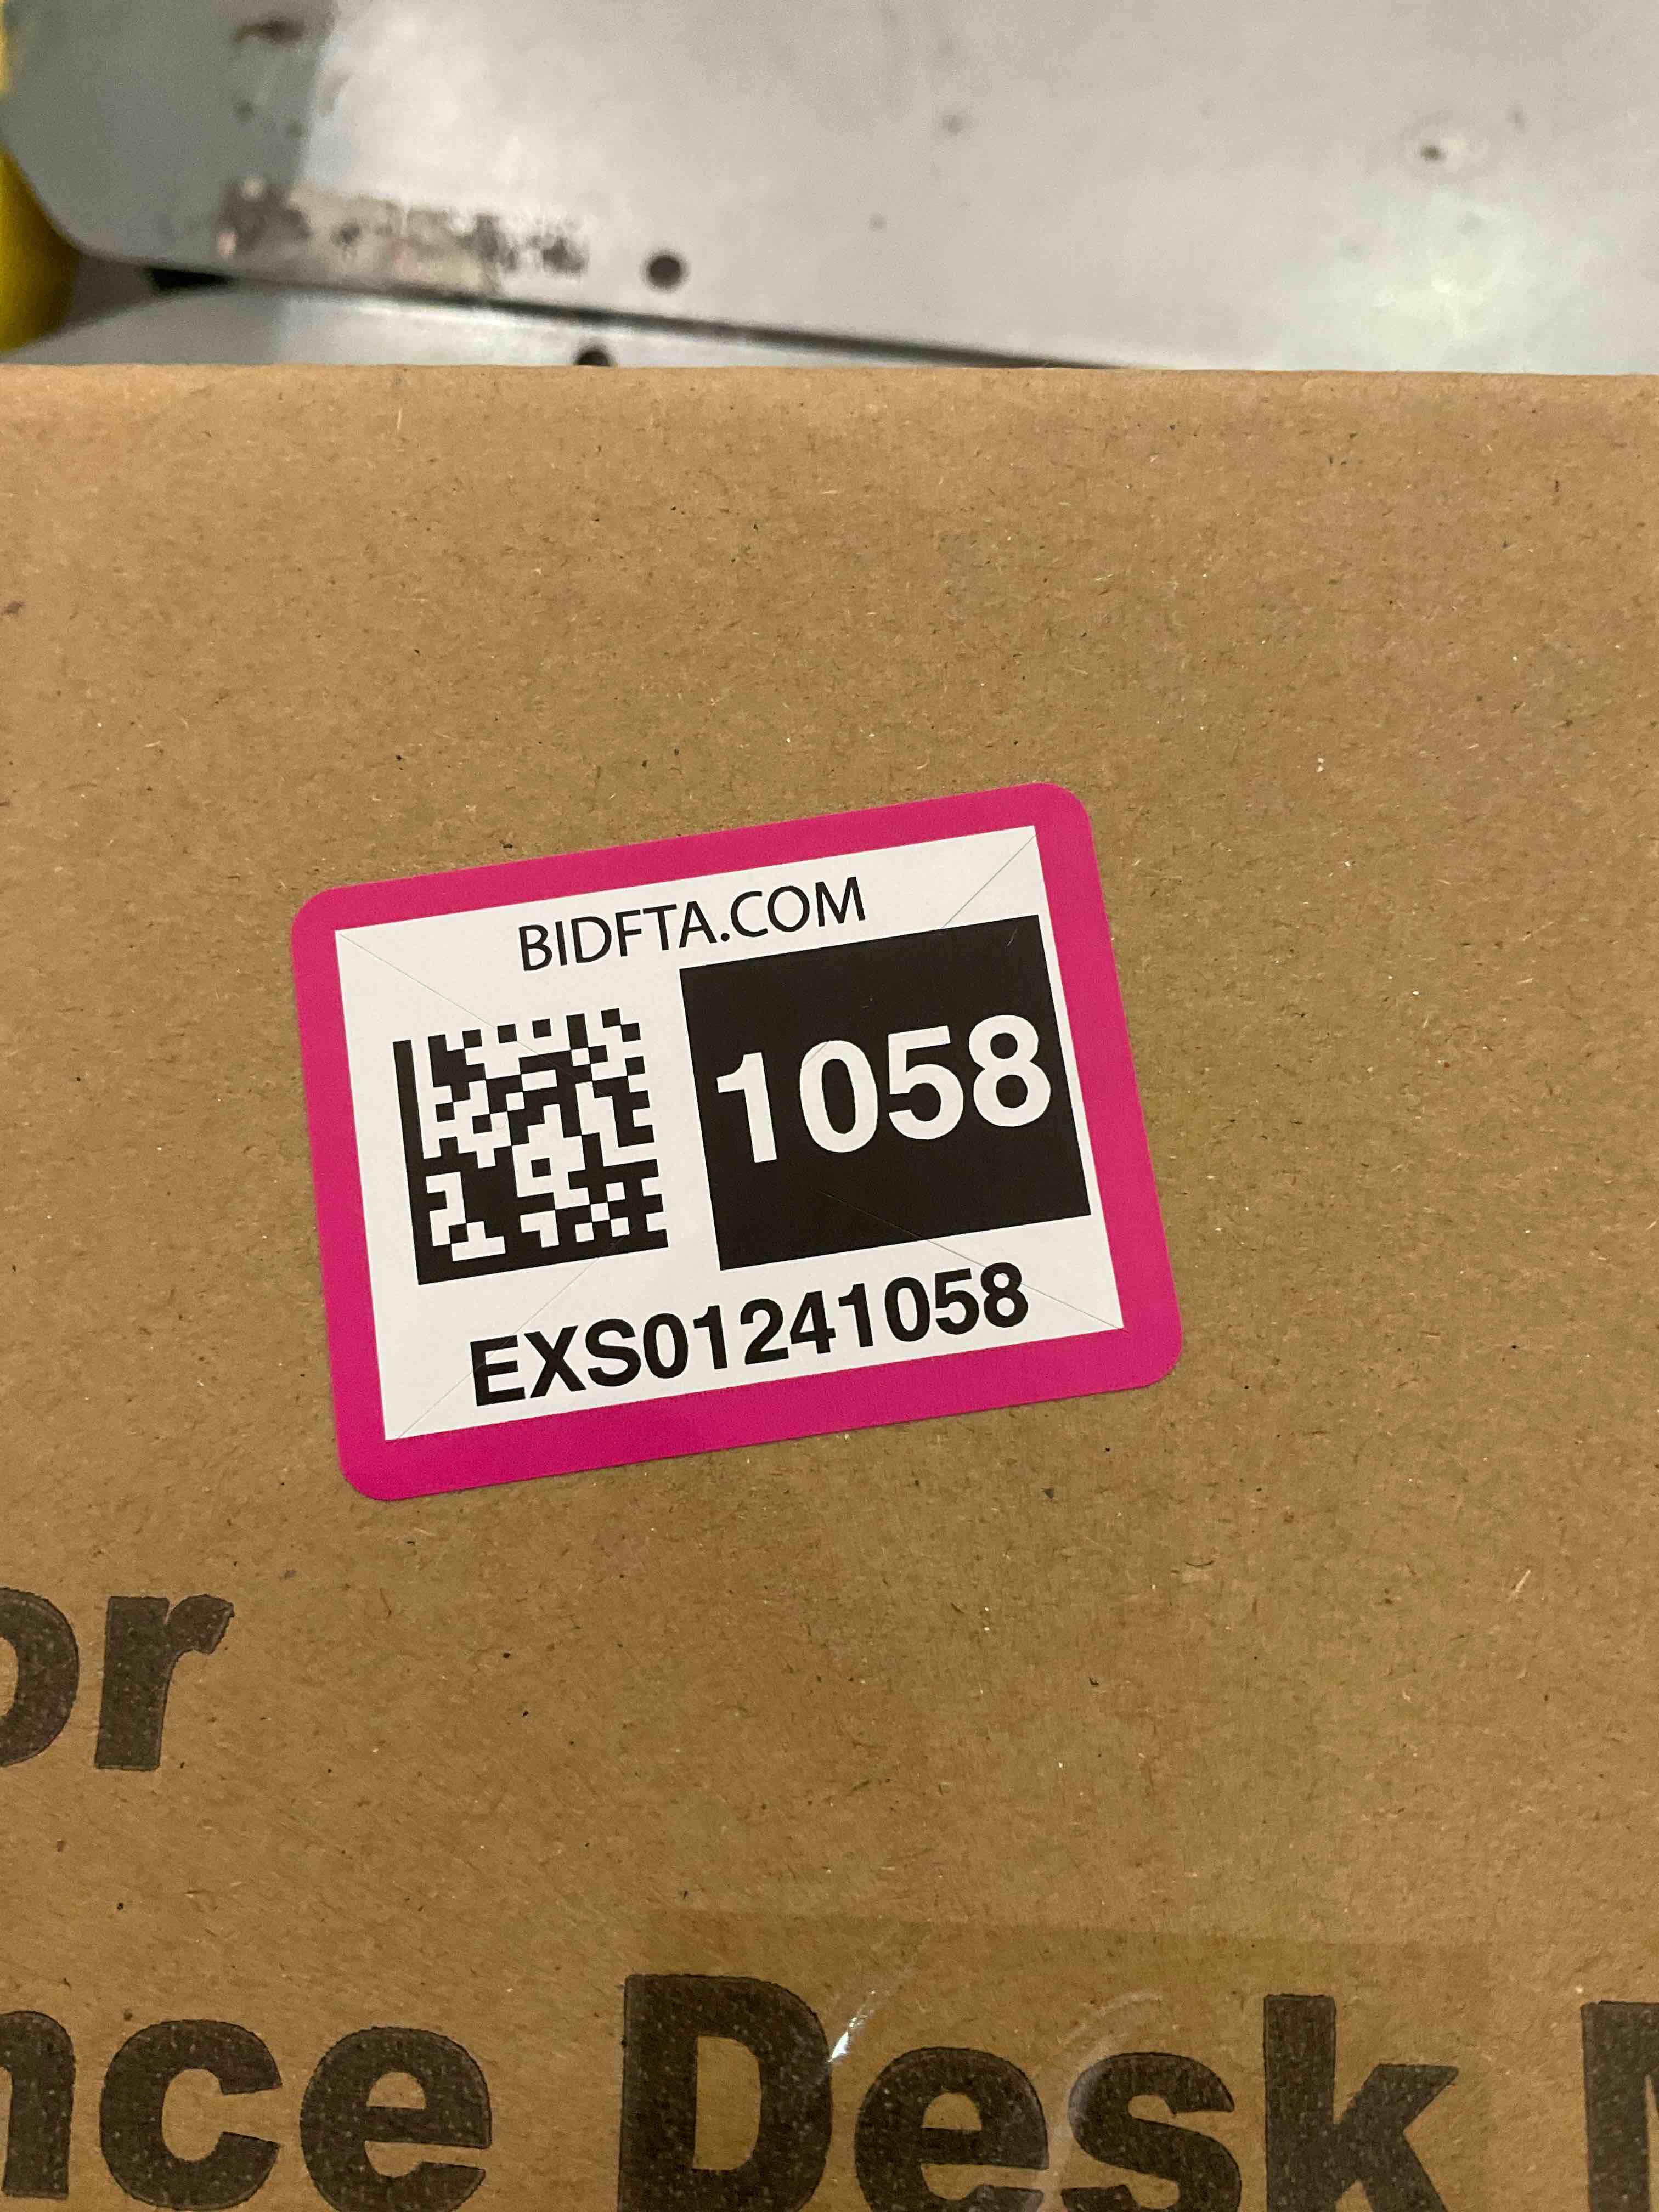 BIDFTA.COM
1058
EXS01241058
or
nce Desk M